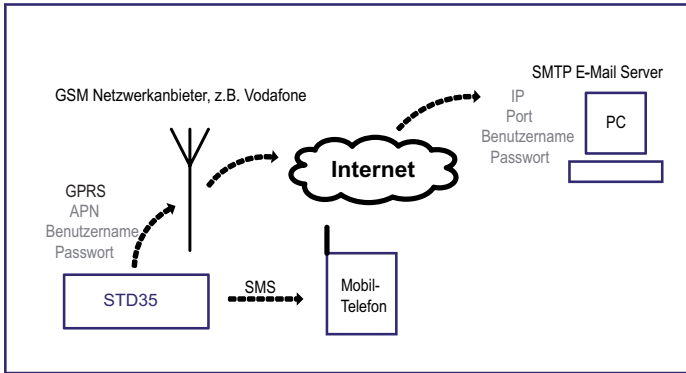 SMTP E-Mail Server
GSM Netzwerkanbieter, z.B. Vodafone
IP
Port
Benutzername
Passwort
PC
Internet
GPRS
APN
Benutzername
Passwort
STD35
SMS
Mobil-
Telefon